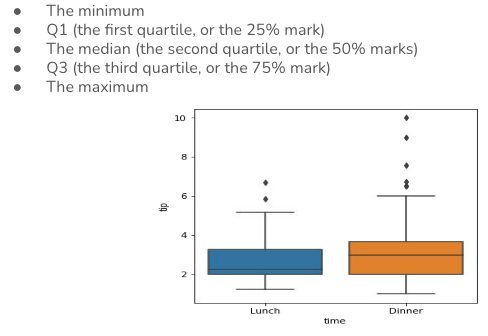 ● The minimum
● Q1 (the first quartile, or the 25% mark)
● The median (the second quartile, or the 50% marks)
● Q3 (the third quartile, or the 75% mark)
● The maximum
10
8
6
4
2
tip
Lunch Dinner
time